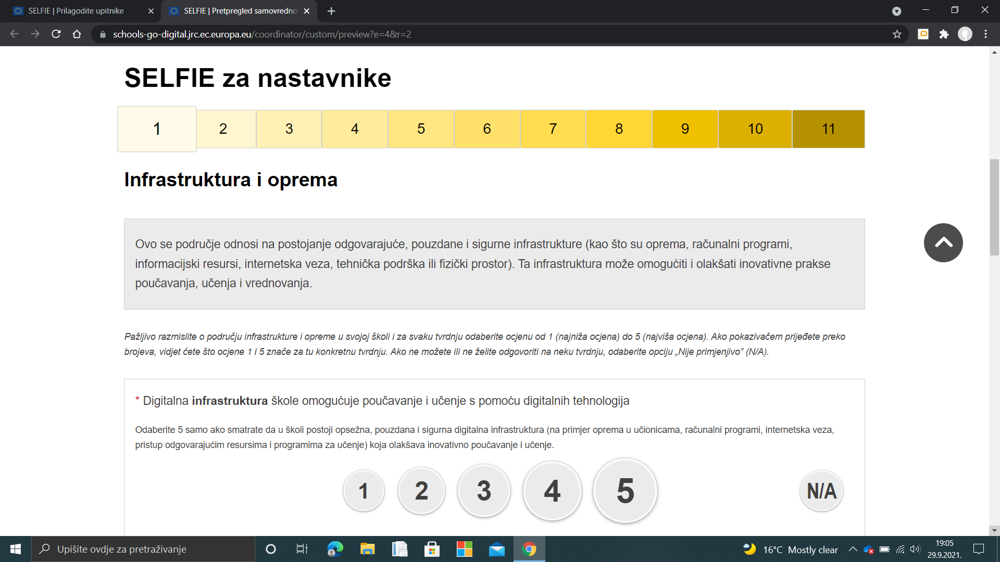 SELFIE | Prilagodite upitnike
SELFIE | Pretpregled samovredno
schools-go-digital.jrc.ec.europa.eu/coordinator/custom/preview?e=4&r=2
SELFIE za nastavnike
1 2 3 4 5 6 7 8 9 10 11
Infrastruktura i oprema
Ovo se područje odnosi na postojanje odgovarajuće, pouzdane i sigurne infrastrukture (kao što su oprema, računalni programi,
informacijski resursi, internetska veza, tehnička podrška ili fizički prostor). Ta infrastruktura može omogućiti i olakšati inovativne prakse
poučavanja, učenja i vrednovanja.
Pažljivo razmislite o području infrastrukture i opreme u svojoj školi i za svaku tvrdnju odaberite ocjenu od 1 (najniža ocjena) do 5 (najviša ocjena). Ako pokazivačem prijeđete preko
brojeva, vidjet ćete što ocjene 1 i 5 znače za tu konkretnu tvrdnju. Ako ne možete ili ne želite odgovoriti na neku tvrdnju, odaberite opciju „Nije primjenjivo” (N/A).
* Digitalna infrastruktura škole omogućuje poučavanje i učenje s pomoću digitalnih tehnologija
Odaberite 5 samo ako smatrate da u školi postoji opsežna, pouzdana i sigurna digitalna infrastruktura (na primjer oprema u učionicama, računalni programi, internetska veza,
pristup odgovarajućim resursima i programima za učenje) koja olakšava inovativno poučavanje i učenje.
1 2 3 4 5 N/A
Upišite ovdje za pretraživanje
16°C Mostly clear
19:05
29.9.2021.